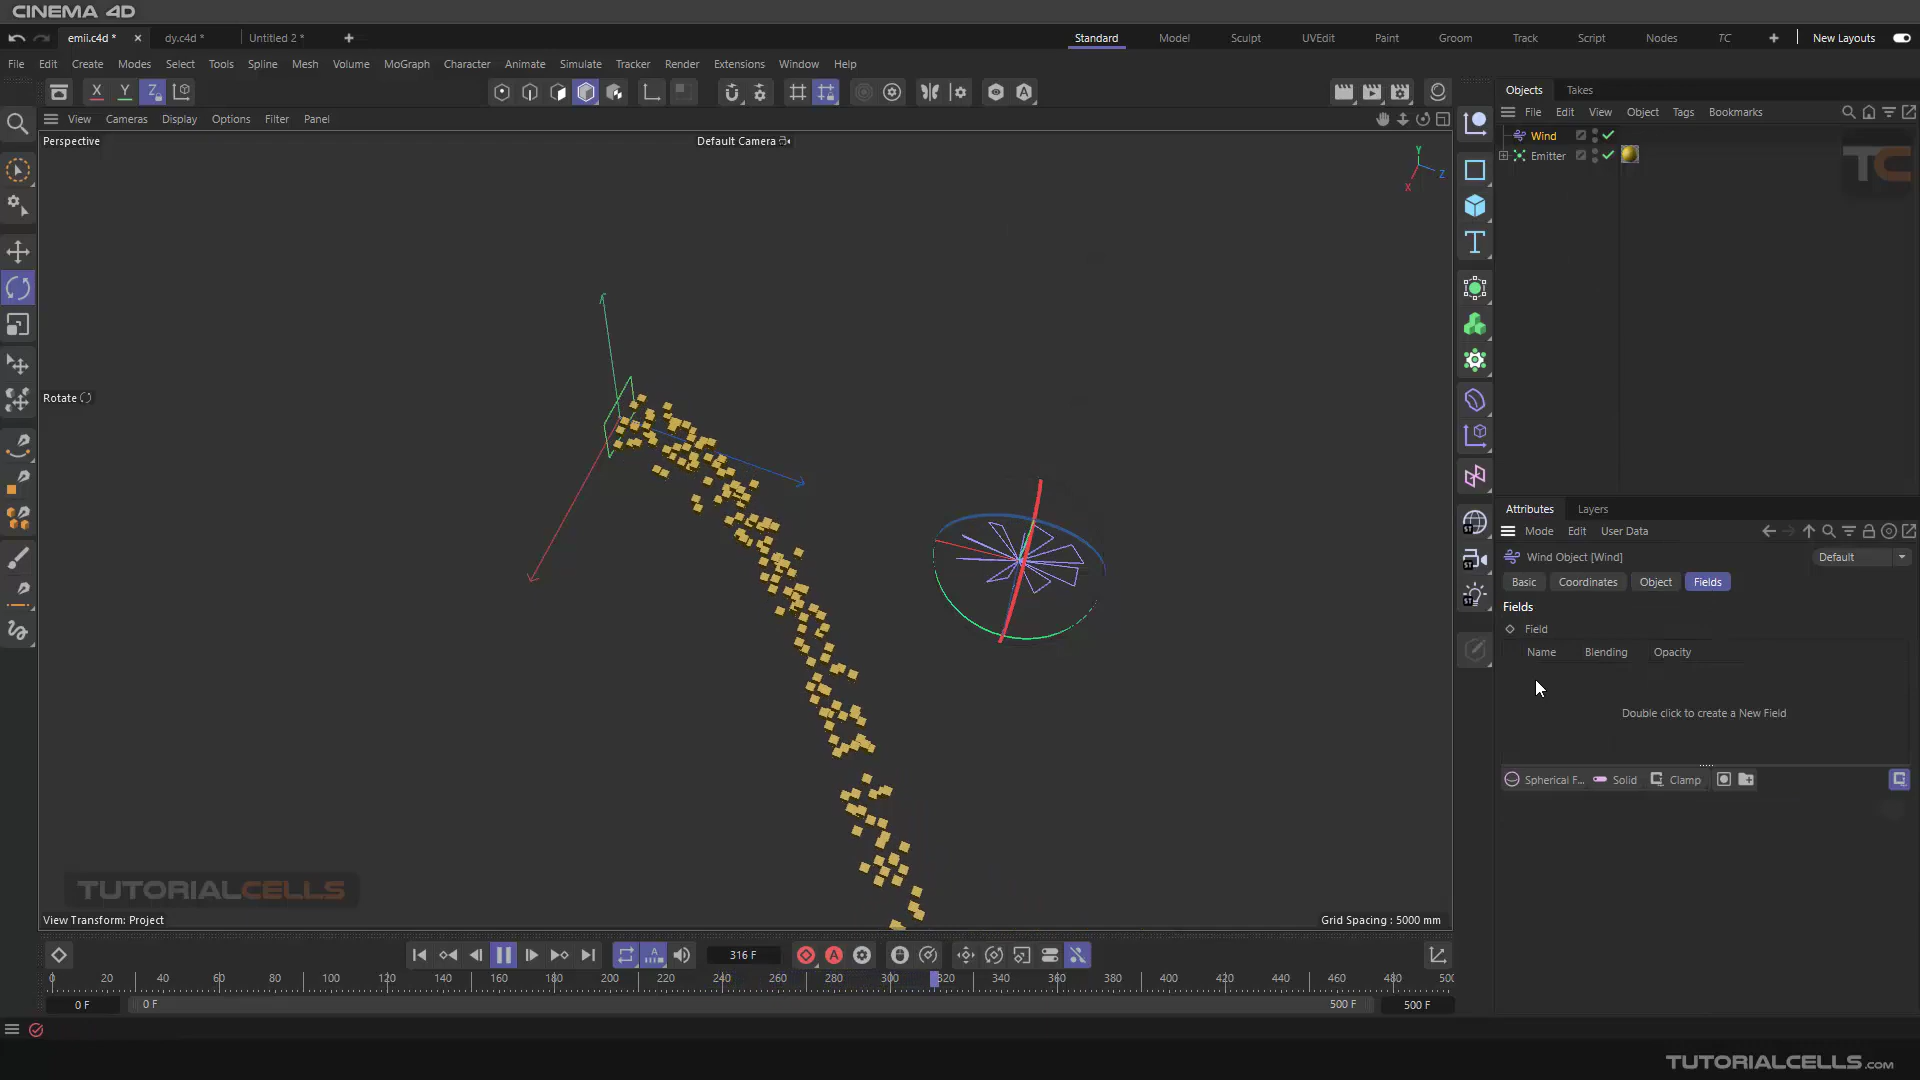 CINEMA 4D
emii.c4d *
dy.c4d *
Untitled 2 *
Standard
Model
Sculpt
UVEdit
Paint
Groom
Track
Script
Nodes
TC
New Layouts
File Edit Create Modes Select Tools Spline Mesh Volume MoGraph Character Animate Simulate Tracker Render Extensions Window Help
X Y Z
Objects
Takes
File Edit View Object Tags Bookmarks
View Cameras Display Options Filter Panel
Perspective
Default Camera
Y
Z
X
Wind
Emitter
TC
Rotate
Attributes
Layers
Mode Edit User Data
Wind Object [Wind]
Default
Basic
Coordinates
Object
Fields
Fields
Field
Name Blending Opacity
Double click to create a New Field
Spherical F...
Solid
Clamp
ST
ST
ST
TUTORIALCELLS
View Transform: Project
Grid Spacing : 5000 mm
316 F
A
0 20 40 60 80 100 120 140 160 180 200 220 240 260 280 300 320 340 360 380 400 420 440 460 480 500
0 F
0 F
500 F
500 F
TUTORIALCELLS.COM